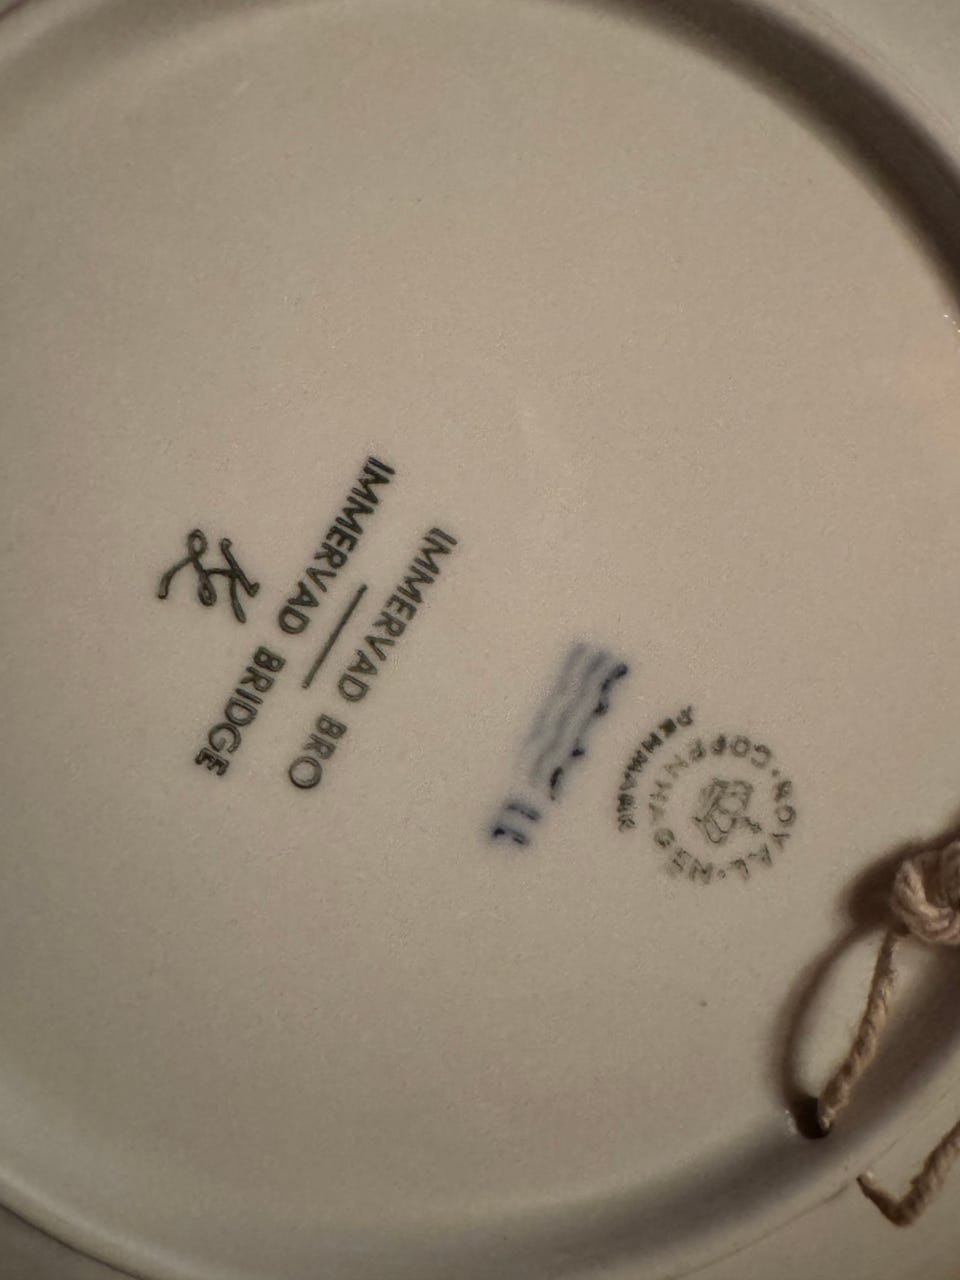 ROYAL COPENHAGEN
DENMARK
IMMERVAD BRO
IMMERVAD BRIDGE